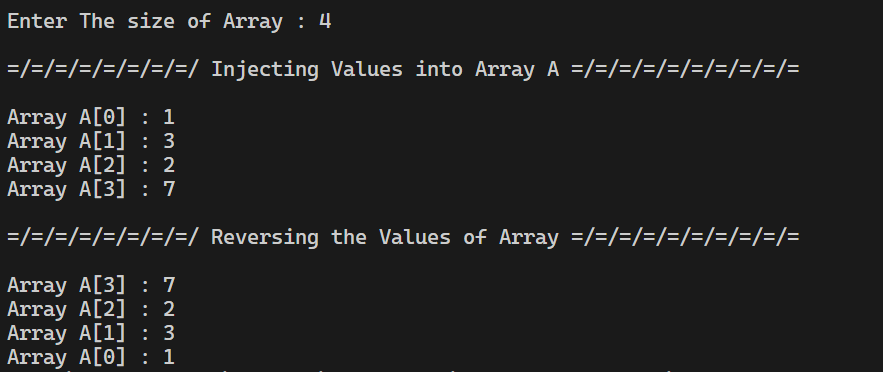 Enter The size of Array : 4
=/=/=/=/=/=/=/=/ Injecting Values into Array A =/=/=/=/=/=/=/=/=/=
Array A[0] : 1
Array A[1] : 3
Array A[2] : 2
Array A[3] : 7
=/=/=/=/=/=/=/=/ Reversing the Values of Array =/=/=/=/=/=/=/=/=/=
Array A[3] : 7
Array A[2] : 2
Array A[1] : 3
Array A[0] : 1